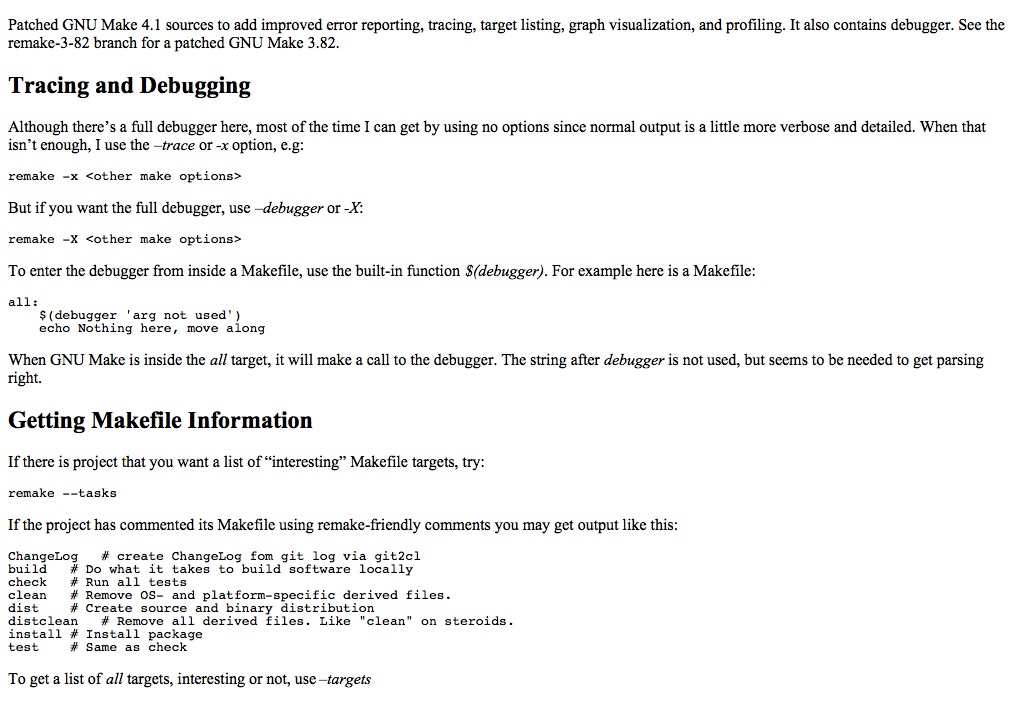 Patched GNU Make 4.1 sources to add improved error reporting, tracing, target listing, graph visualization, and profiling. It also contains debugger. See the
remake-3-82 branch for a patched GNU Make 3.82.
Tracing and Debugging
Although there’s a full debugger here, most of the time I can get by using no options since normal output is a little more verbose and detailed. When that
isn’t enough, I use the –trace or -x option, e.g:
remake -x <other make options>
But if you want the full debugger, use –debugger or -X:
remake -X <other make options>
To enter the debugger from inside a Makefile, use the built-in function $(debugger). For example here is a Makefile:
all:
    $(debugger 'arg not used')
    echo Nothing here, move along
When GNU Make is inside the all target, it will make a call to the debugger. The string after debugger is not used, but seems to be needed to get parsing
right.
Getting Makefile Information
If there is project that you want a list of “interesting” Makefile targets, try:
remake --tasks
If the project has commented its Makefile using remake-friendly comments you may get output like this:
ChangeLog   # create ChangeLog fom git log via git2cl
build   # Do what it takes to build software locally
check   # Run all tests
clean   # Remove OS- and platform-specific derived files.
dist    # Create source and binary distribution
distclean   # Remove all derived files. Like "clean" on steroids.
install # Install package
test    # Same as check
To get a list of all targets, interesting or not, use –targets